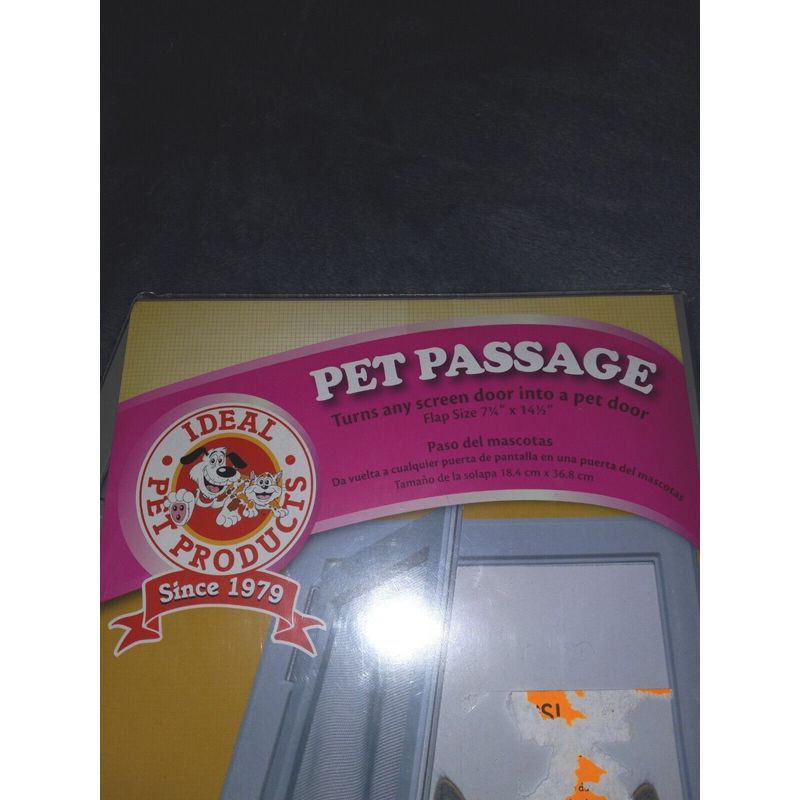 PET PASSAGE
Turns any screen door into a pet door
Flap Size 7¼" x 14½"
Paso del mascotas
Da vuelta a cualquier puerta de pantalla en una puerta del mascotas
Tamaño de la solapa 18.4 cm x 36.8 cm
IDEAL
PET PRODUCTS
Since 1979